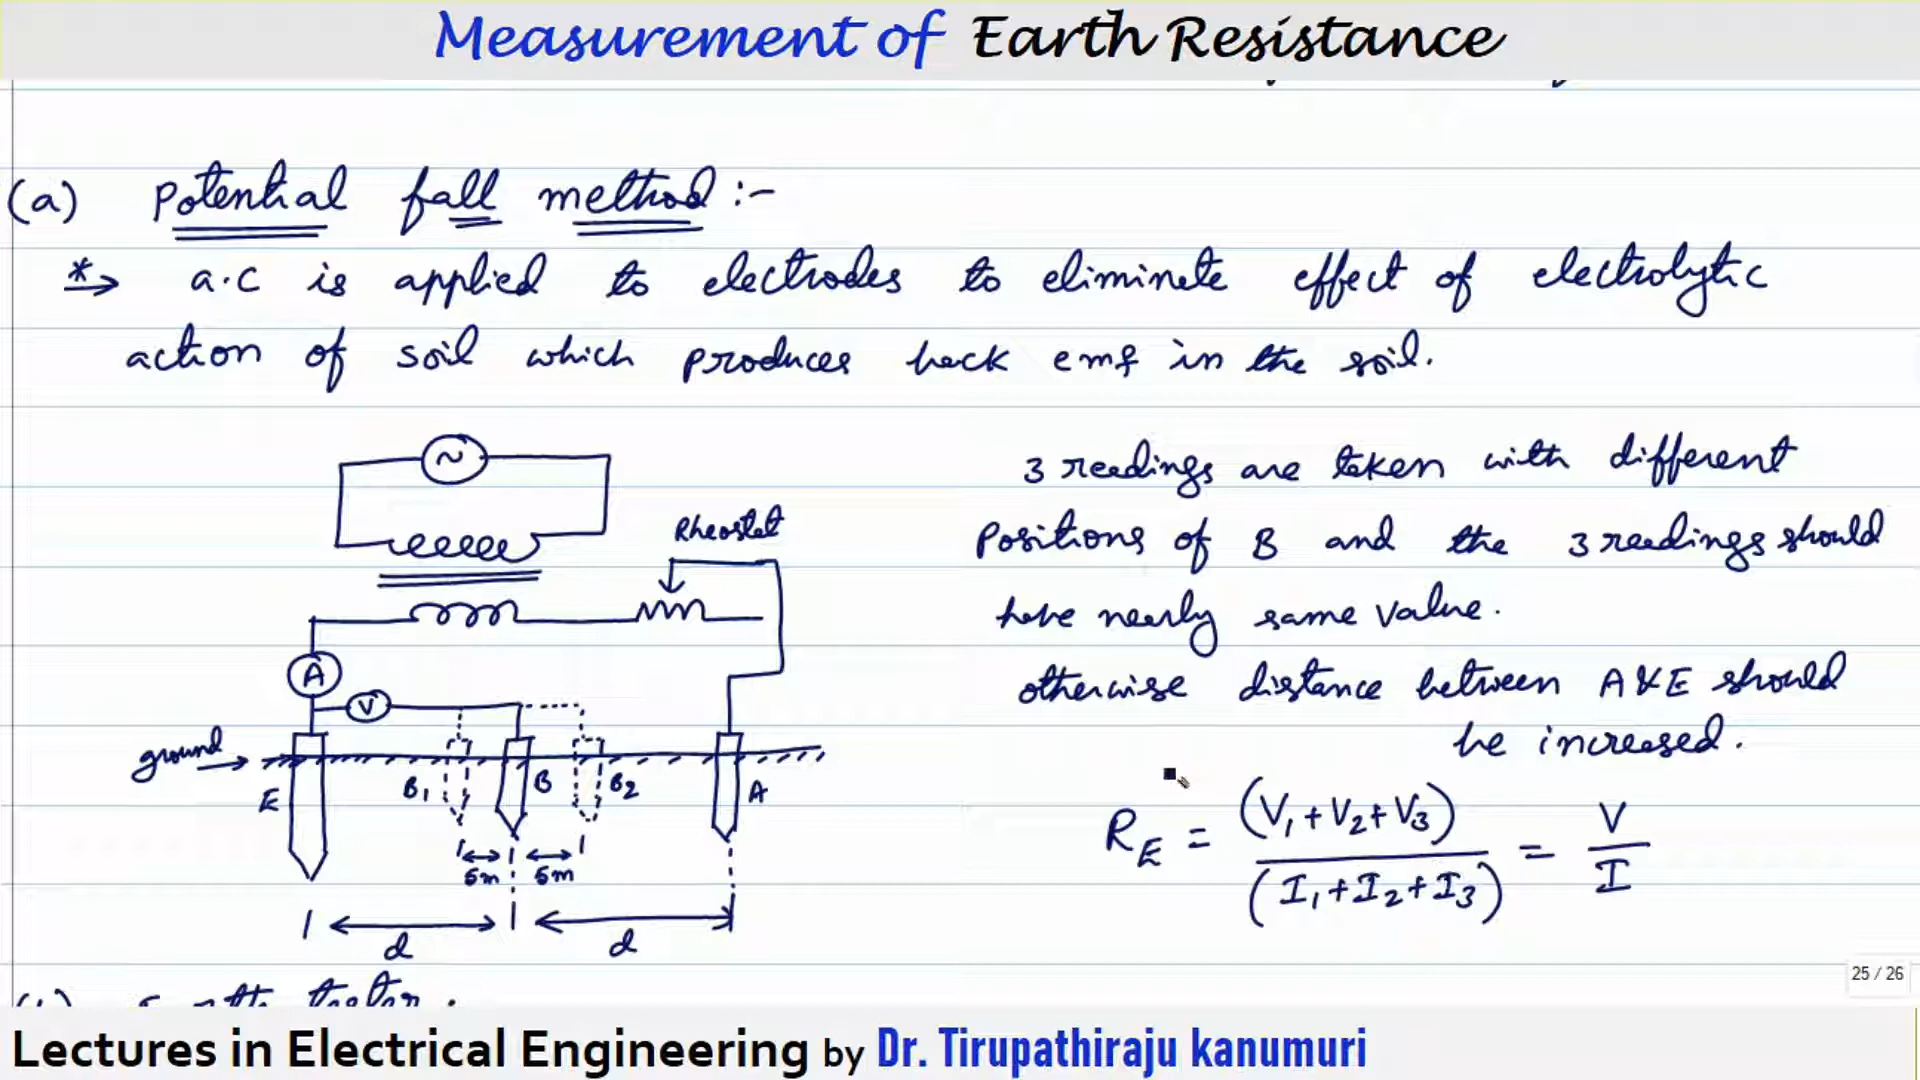 Measurement of Earth Resistance
(a) Potential fall method :-
*→ a.c is applied to electrodes to eliminate effect of electrolytic
action of soil which produces back emf in the soil.
~
Rheostat
A
V
ground →
E
B1
B
B2
A
5m
5m
d
d
3 readings are taken with different
Positions of B and the 3 readings should
have nearly same value.
otherwise distance between A & E should
be increased.
RE = (V1+V2+V3) / (I1+I2+I3) = V / I
25 / 26
tester.
Lectures in Electrical Engineering by Dr. Tirupathiraju kanumuri